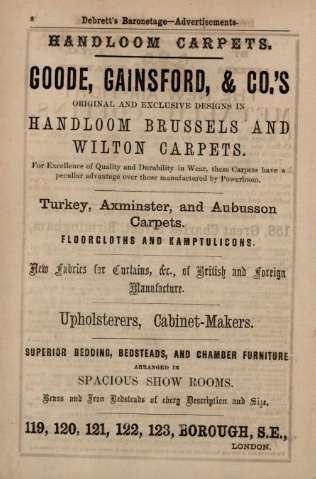 8 Debrett's Baronetage—Advertisements.
HANDLOOM CARPETS.
GOODE, GAINSFORD, & CO.'S
ORIGINAL AND EXCLUSIVE DESIGNS IN
HANDLOOM BRUSSELS AND
WILTON CARPETS.
For Excellence of Quality and Durability in Wear, these Carpets have a
peculiar advantage over those manufactured by Powerloom.
Turkey, Axminster, and Aubusson
Carpets.
FLOORCLOTHS AND KAMPTULICONS.
New Fabrics for Curtains, &c., of British and Foreign
Manufacture.
Upholsterers, Cabinet-Makers.
SUPERIOR BEDDING, BEDSTEADS, AND CHAMBER FURNITURE
ARRANGED IN
SPACIOUS SHOW ROOMS.
Brass and Iron Bedsteads of every Description and Size.
119, 120, 121, 122, 123, BOROUGH, S.E.,
LONDON.